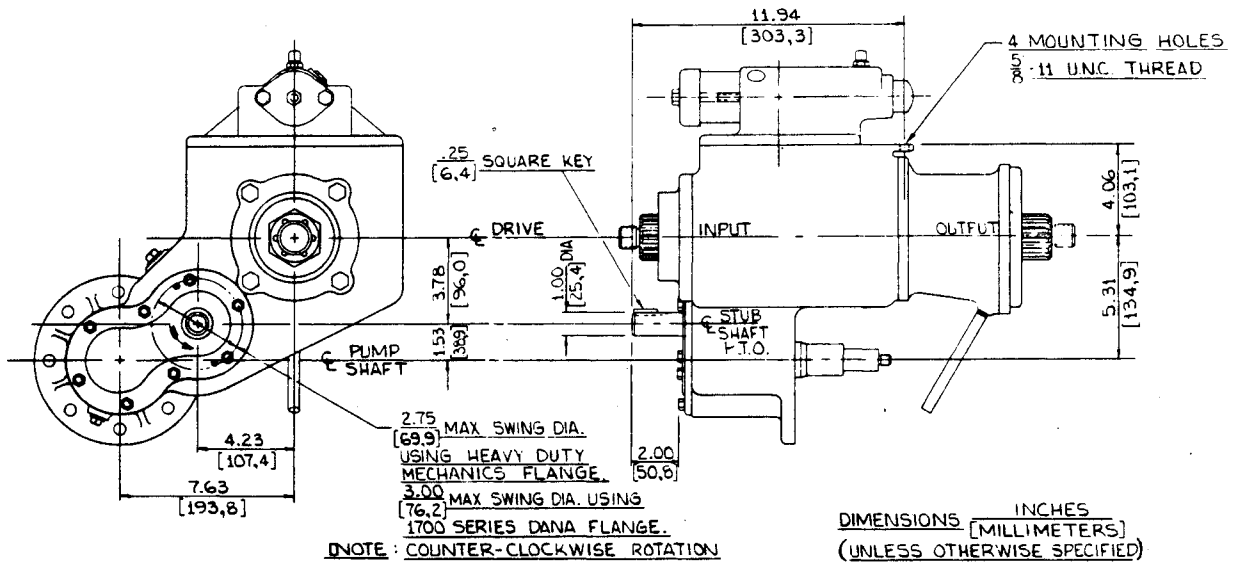 11.94
[303,3]
4 MOUNTING HOLES
5/8-11 U.N.C. THREAD
.25
[6,4] SQUARE KEY
4.06
[103,1]
℄ DRIVE
INPUT
OUTPUT
3.78
[96,0]
1.00 DIA
[25,4]
5.31
[134,9]
℄ STUB
SHAFT
P.T.O.
1.53
[38,9]
℄ PUMP
SHAFT
2.75
[69,9] MAX SWING DIA.
USING HEAVY DUTY
MECHANICS FLANGE.
3.00
[76,2] MAX SWING DIA. USING
1700 SERIES DANA FLANGE.
4.23
[107,4]
7.63
[193,8]
2.00
[50,8]
NOTE : COUNTER-CLOCKWISE ROTATION
DIMENSIONS INCHES
[MILLIMETERS]
(UNLESS OTHERWISE SPECIFIED)